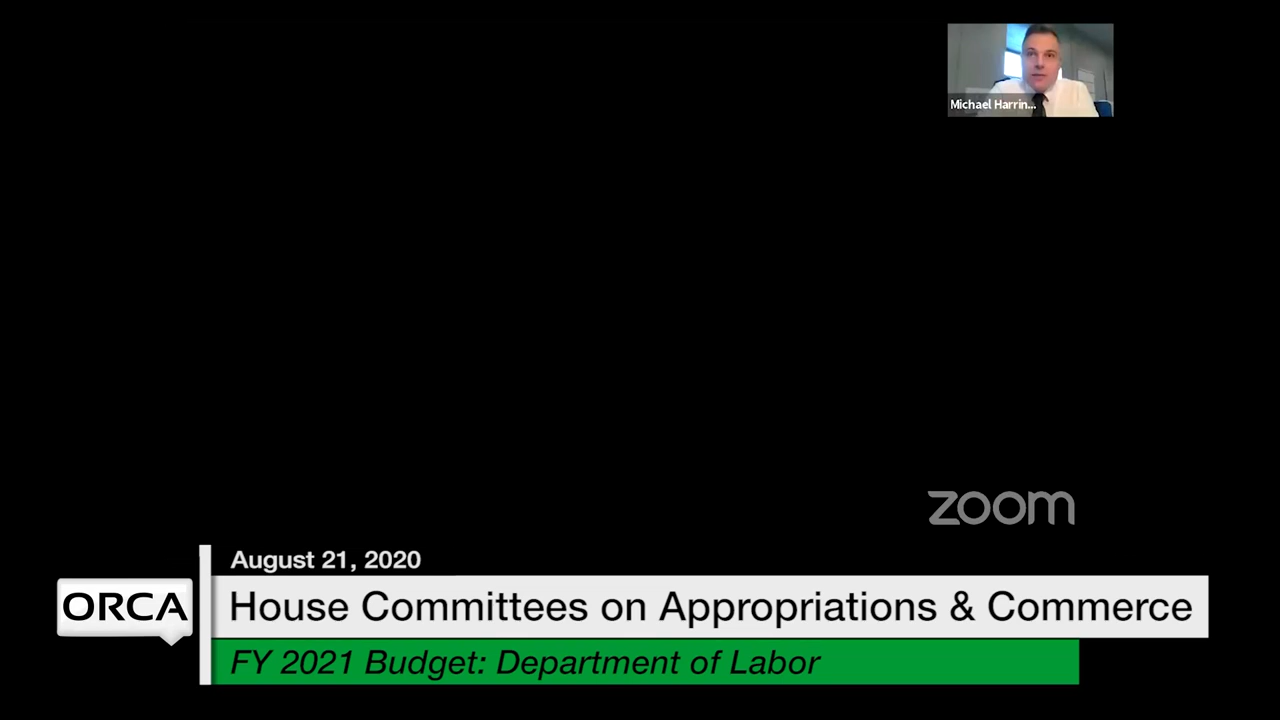 Michael Harrin...
zoom
August 21, 2020
ORCA
House Committees on Appropriations & Commerce
FY 2021 Budget: Department of Labor